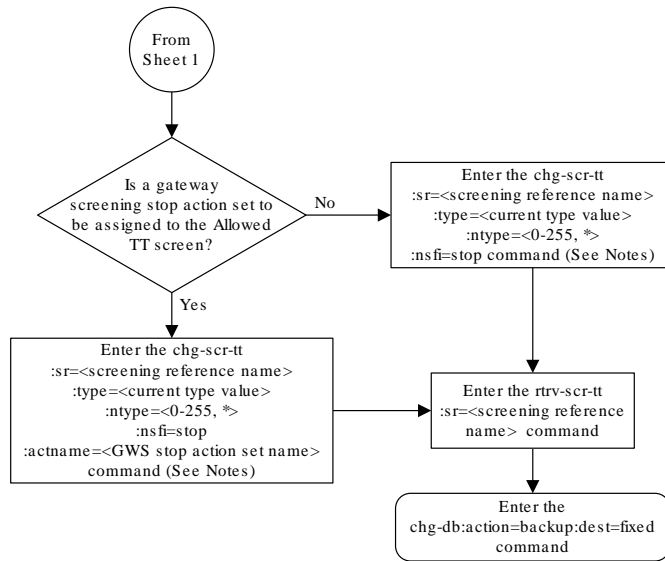 From
Sheet 1
Is a gateway
screening stop action set to
be assigned to the Allowed
TT screen?
No
Enter the chg-scr-tt
:sr=<screening reference name>
:type=<current type value>
:ntype=<0-255, *>
:nsfi=stop command (See Notes)
Yes
Enter the chg-scr-tt
:sr=<screening reference name>
:type=<current type value>
:ntype=<0-255, *>
:nsfi=stop
:actname=<GWS stop action set name>
command (See Notes)
Enter the rtrv-scr-tt
:sr=<screening reference
name> command
Enter the
chg-db:action=backup:dest=fixed
command